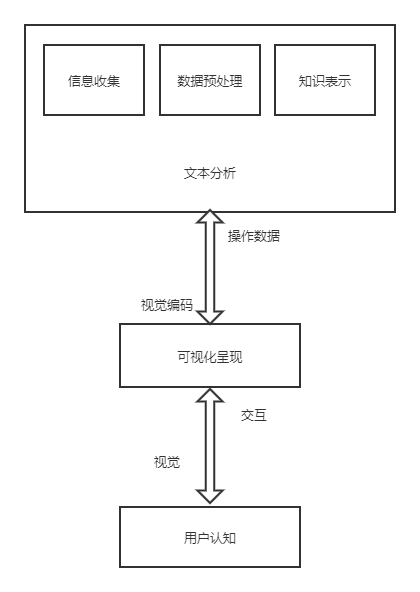 信息收集
数据预处理
知识表示
文本分析
操作数据
视觉编码
可视化呈现
交互
视觉
用户认知